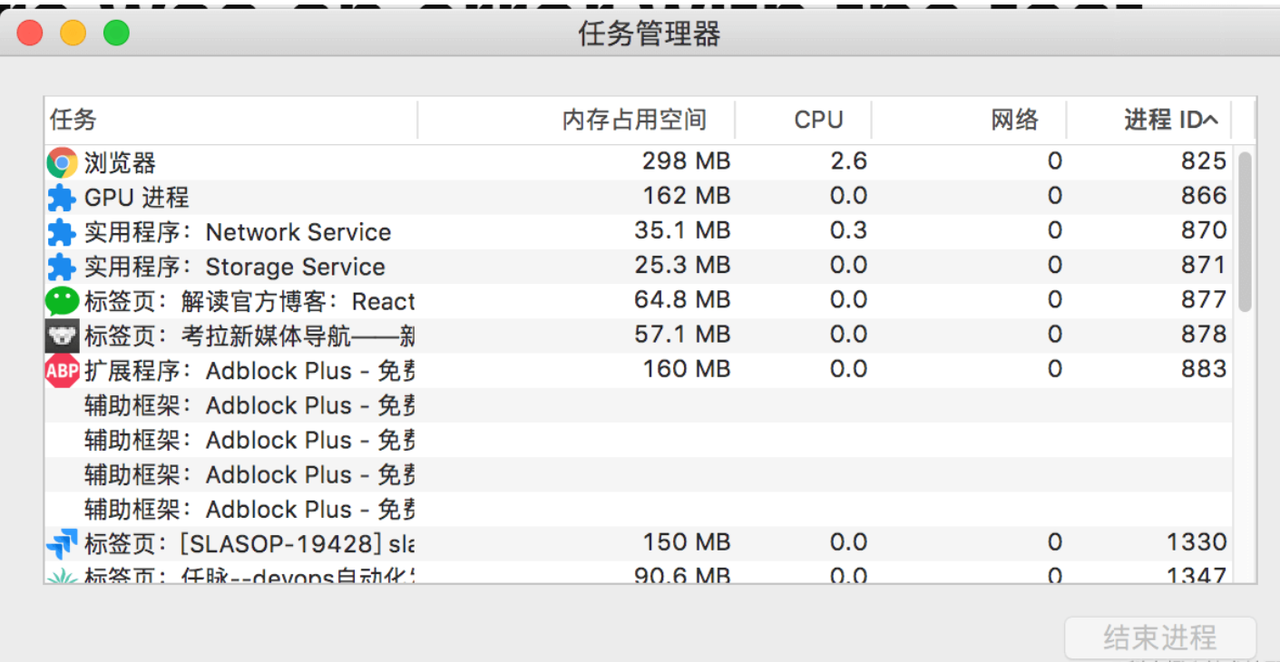 任务管理器
任务 内存占用空间 CPU 网络 进程 ID
浏览器 298 MB 2.6 0 825
GPU 进程 162 MB 0.0 0 866
实用程序：Network Service 35.1 MB 0.3 0 870
实用程序：Storage Service 25.3 MB 0.0 0 871
标签页：解读官方博客：React 64.8 MB 0.0 0 877
标签页：考拉新媒体导航——新 57.1 MB 0.0 0 878
ABP 扩展程序：Adblock Plus - 免费 160 MB 0.0 0 883
辅助框架：Adblock Plus - 免费
辅助框架：Adblock Plus - 免费
辅助框架：Adblock Plus - 免费
辅助框架：Adblock Plus - 免费
标签页：[SLASOP-19428] sla 150 MB 0.0 0 1330
标签页：任脉--devops自动化 90.6 MB 0.0 0 1347
结束进程